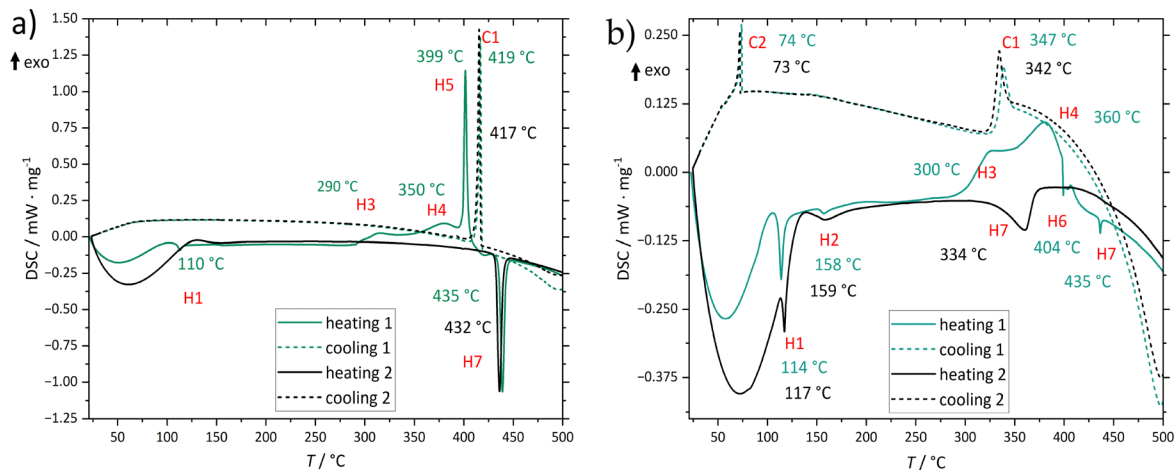 a)
exo
DSC / mW · mg⁻¹
1.50
1.25
1.00
0.75
0.50
0.25
0.00
−0.25
−0.50
−0.75
−1.00
−1.25
50
100
150
200
250
300
350
400
450
500
T / °C
C1
399 °C
419 °C
H5
417 °C
290 °C
H3
350 °C
H4
110 °C
H1
435 °C
432 °C
H7
heating 1
cooling 1
heating 2
cooling 2
b)
exo
DSC / mW · mg⁻¹
0.250
0.125
0.000
−0.125
−0.250
−0.375
50
100
150
200
250
300
350
400
450
500
T / °C
C2
74 °C
73 °C
C1
347 °C
342 °C
H4
360 °C
300 °C
H3
H2
158 °C
159 °C
H7
334 °C
H6
404 °C
H7
435 °C
H1
114 °C
117 °C
heating 1
cooling 1
heating 2
cooling 2